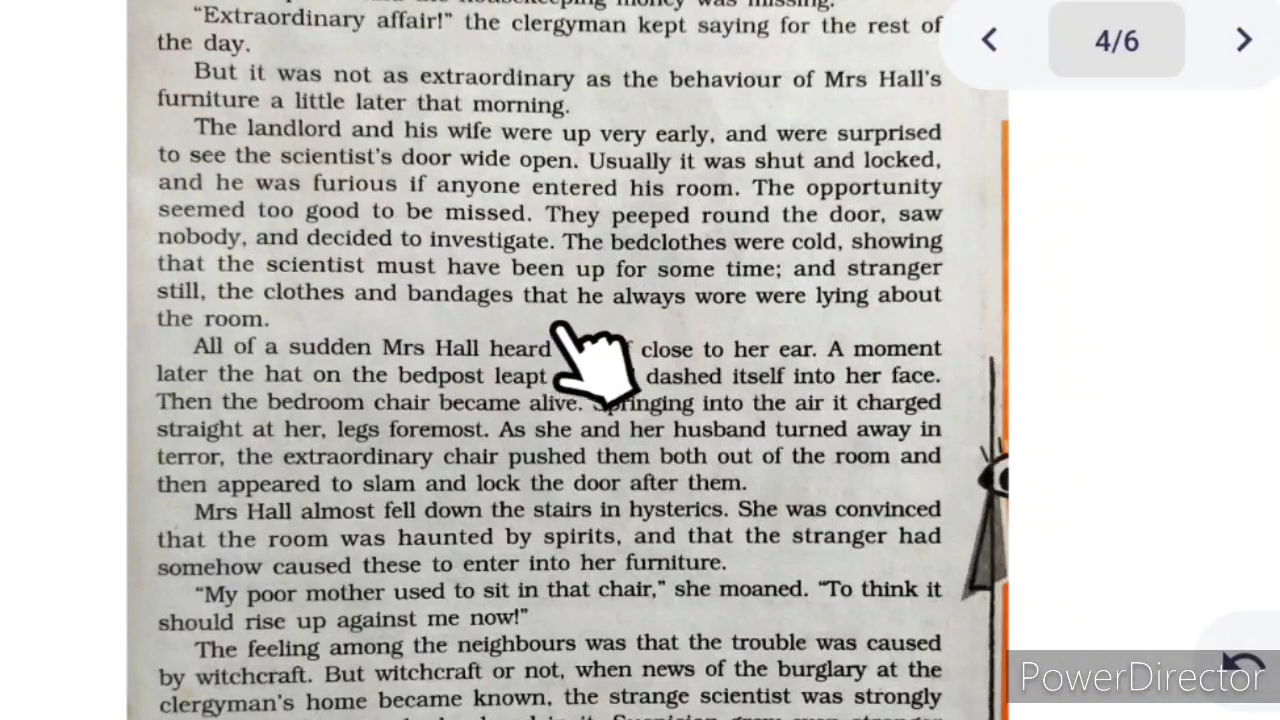 housekeeping money was missing.
"Extraordinary affair!" the clergyman kept saying for the rest of
the day.
But it was not as extraordinary as the behaviour of Mrs Hall's
furniture a little later that morning.
The landlord and his wife were up very early, and were surprised
to see the scientist's door wide open. Usually it was shut and locked,
and he was furious if anyone entered his room. The opportunity
seemed too good to be missed. They peeped round the door, saw
nobody, and decided to investigate. The bedclothes were cold, showing
that the scientist must have been up for some time; and stranger
still, the clothes and bandages that he always wore were lying about
the room.
All of a sudden Mrs Hall heard close to her ear. A moment
later the hat on the bedpost leapt dashed itself into her face.
Then the bedroom chair became alive. Springing into the air it charged
straight at her, legs foremost. As she and her husband turned away in
terror, the extraordinary chair pushed them both out of the room and
then appeared to slam and lock the door after them.
Mrs Hall almost fell down the stairs in hysterics. She was convinced
that the room was haunted by spirits, and that the stranger had
somehow caused these to enter into her furniture.
"My poor mother used to sit in that chair," she moaned. "To think it
should rise up against me now!"
The feeling among the neighbours was that the trouble was caused
by witchcraft. But witchcraft or not, when news of the burglary at the
clergyman's home became known, the strange scientist was strongly
4/6
PowerDirector